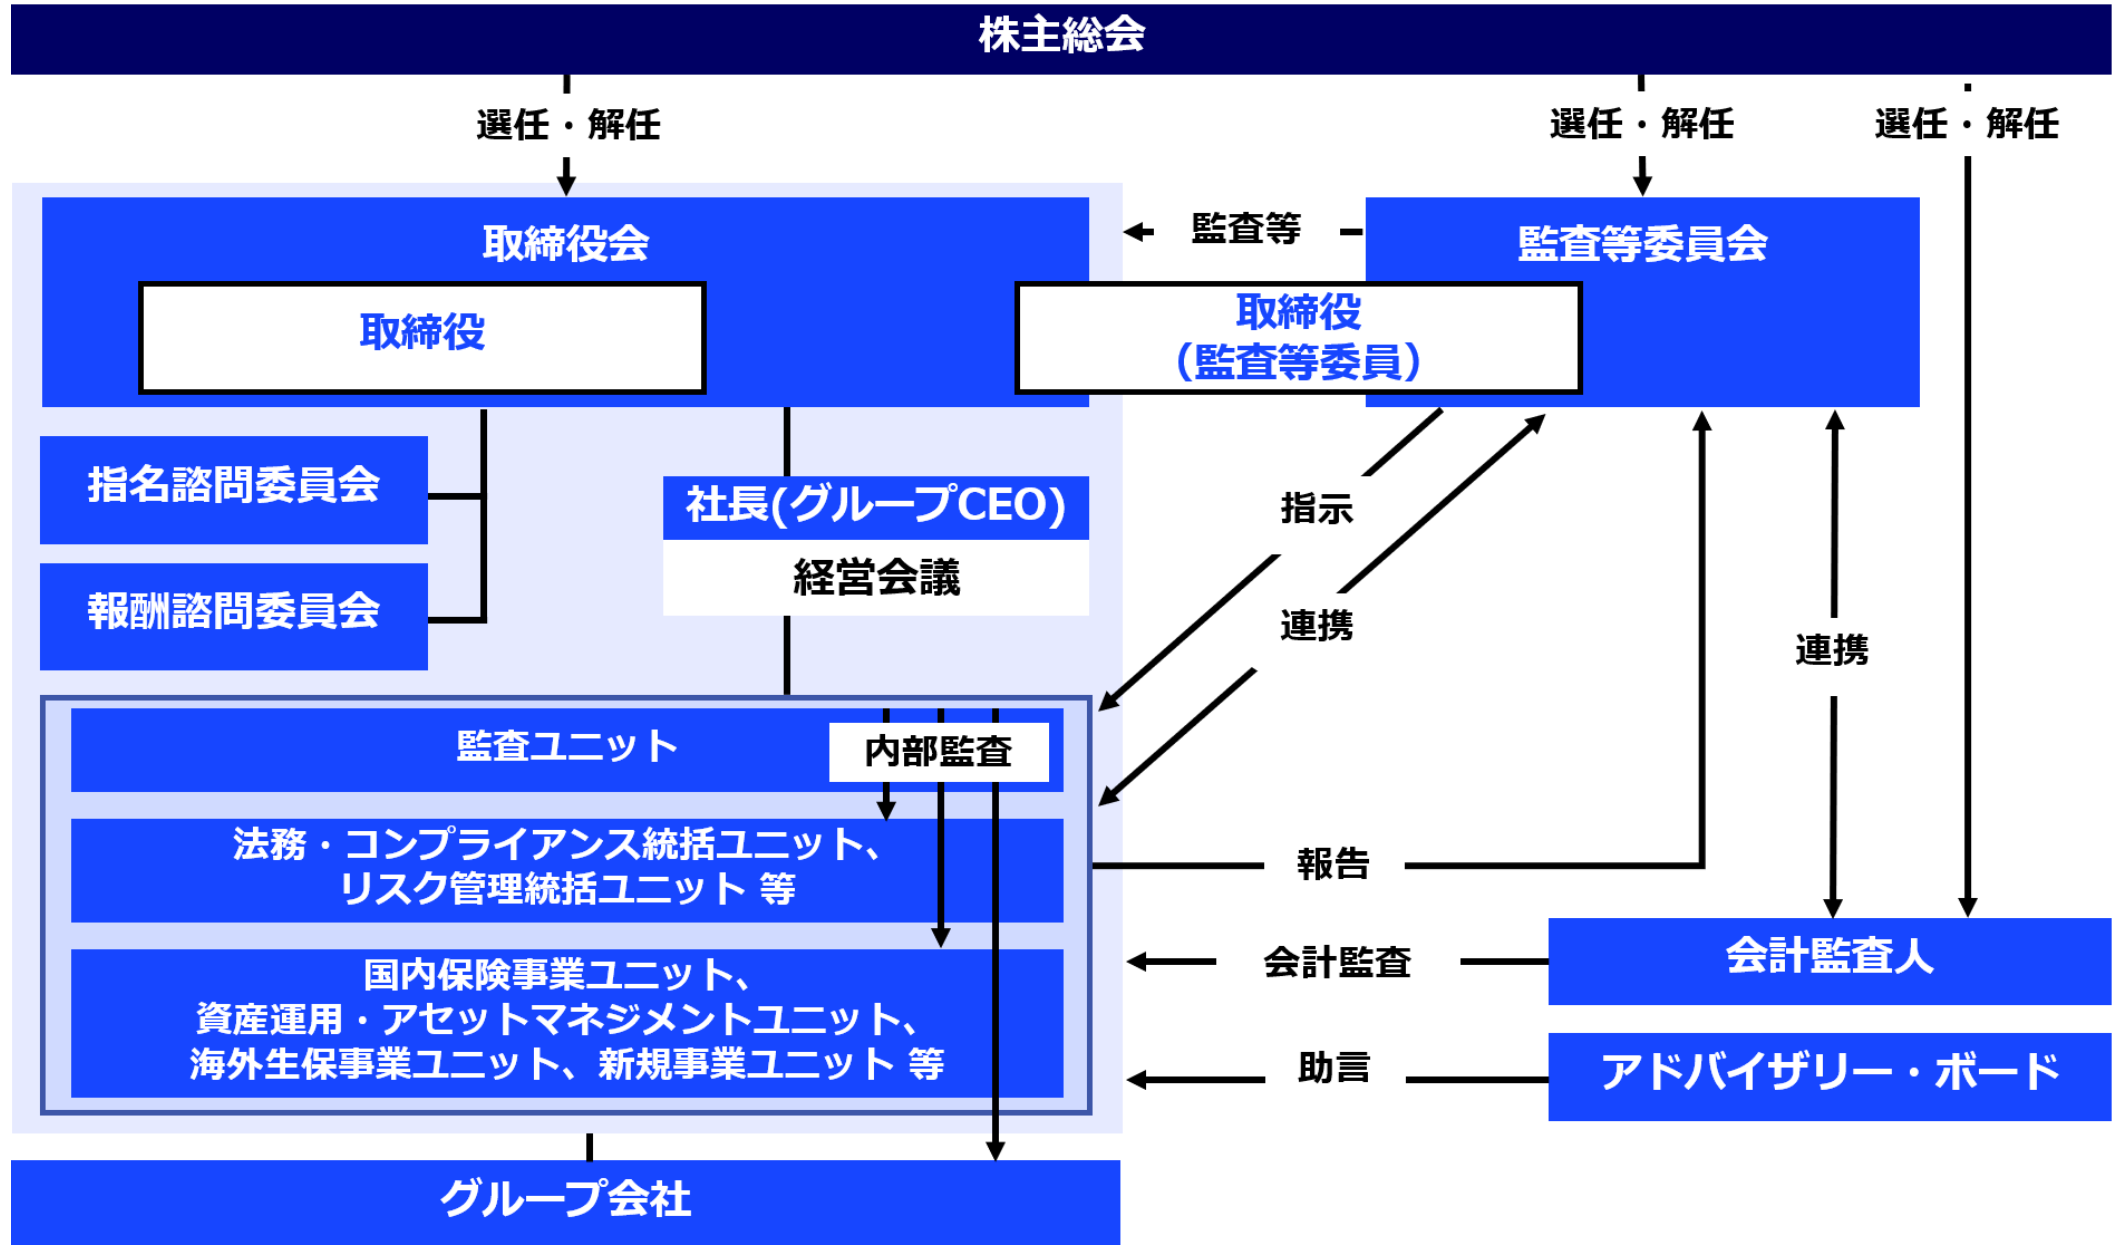 株主総会
選任・解任
選任・解任
選任・解任
取締役会
監査等
監査等委員会
取締役
取締役
(監査等委員)
指名諮問委員会
報酬諮問委員会
社長(グループCEO)
経営会議
指示
連携
連携
監査ユニット
内部監査
法務・コンプライアンス統括ユニット、
リスク管理統括ユニット 等
報告
国内保険事業ユニット、
資産運用・アセットマネジメントユニット、
海外生保事業ユニット、新規事業ユニット 等
会計監査
会計監査人
助言
アドバイザリー・ボード
グループ会社